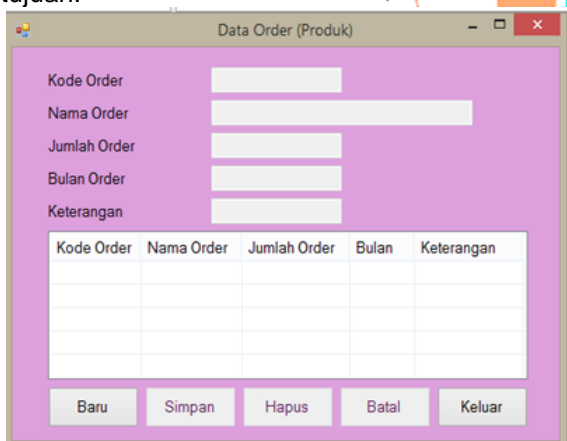 tujuan.
Data Order (Produk)
Kode Order
Nama Order
Jumlah Order
Bulan Order
Keterangan
Kode Order Nama Order Jumlah Order Bulan Keterangan
Baru Simpan Hapus Batal Keluar